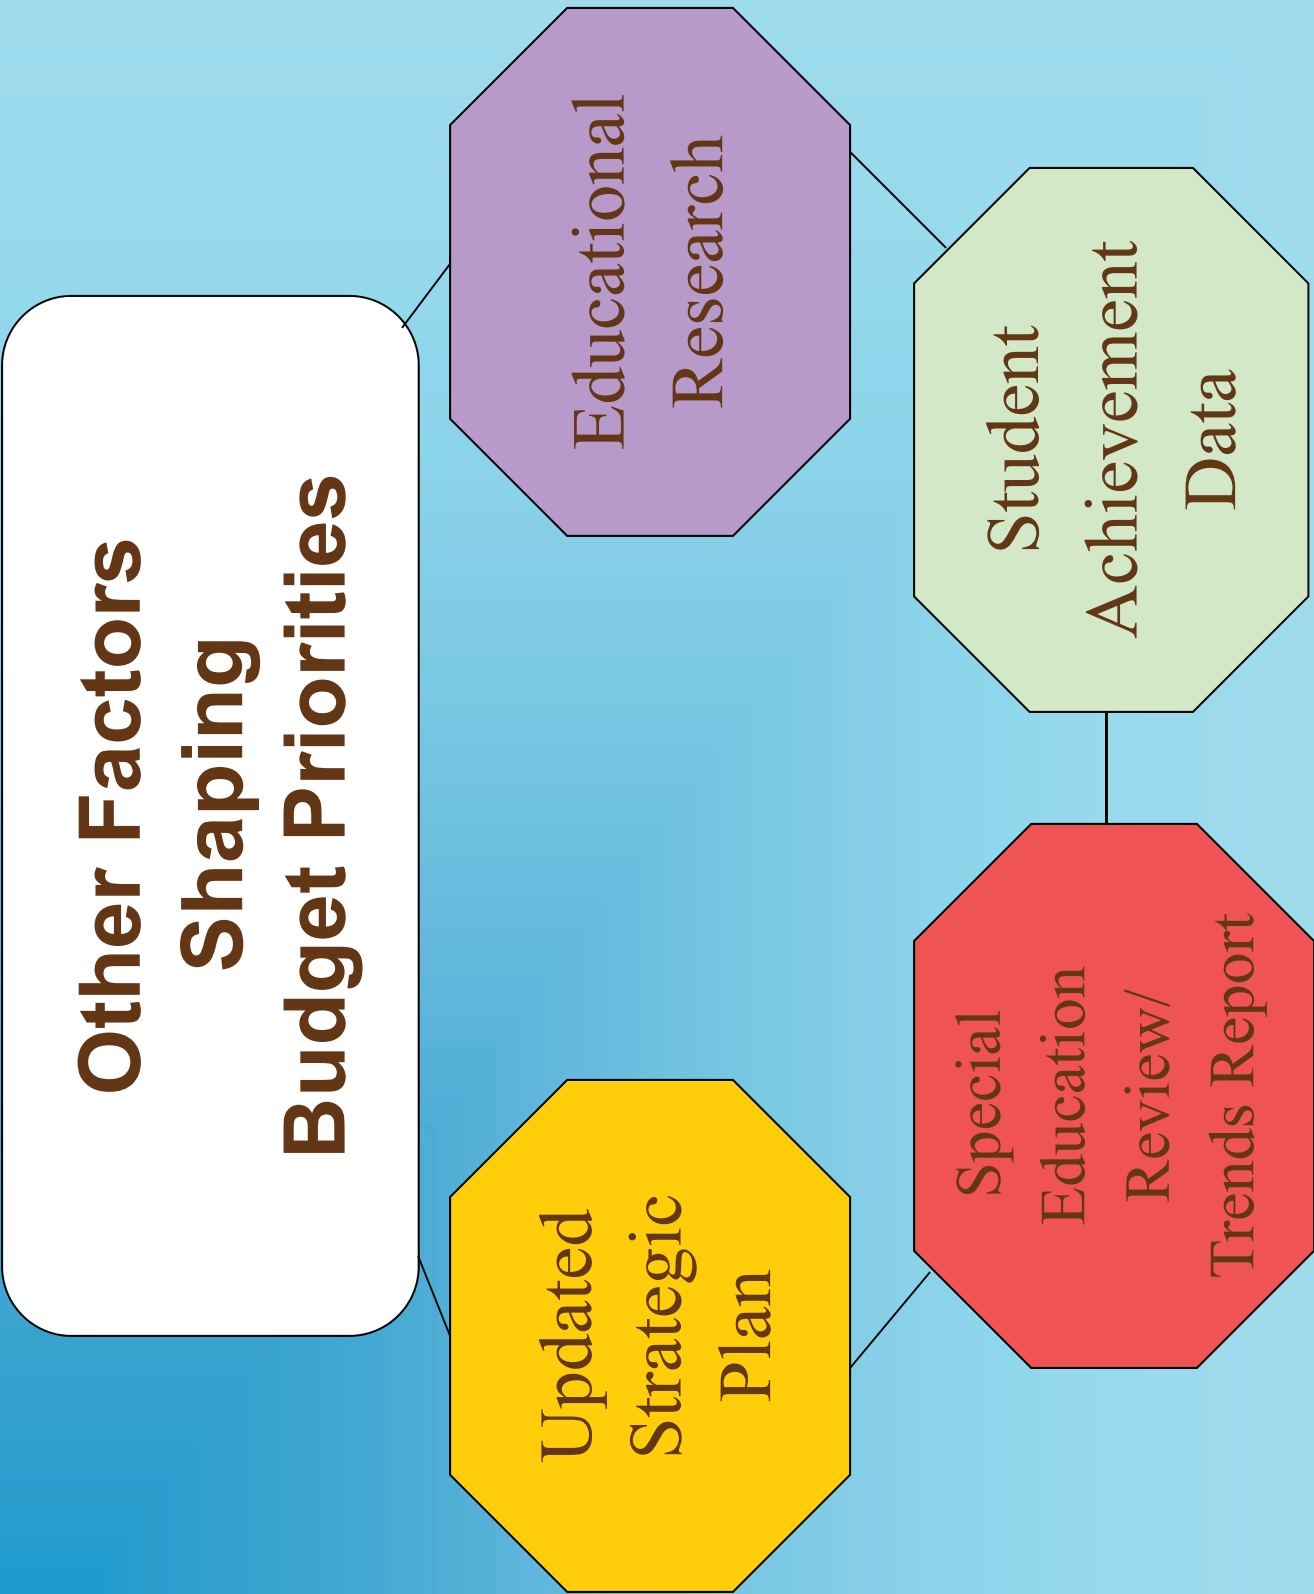 Other Factors
Shaping
Budget Priorities
Updated
Strategic
Plan
Educational
Research
Special
Education
Review/
Trends Report
Student
Achievement
Data